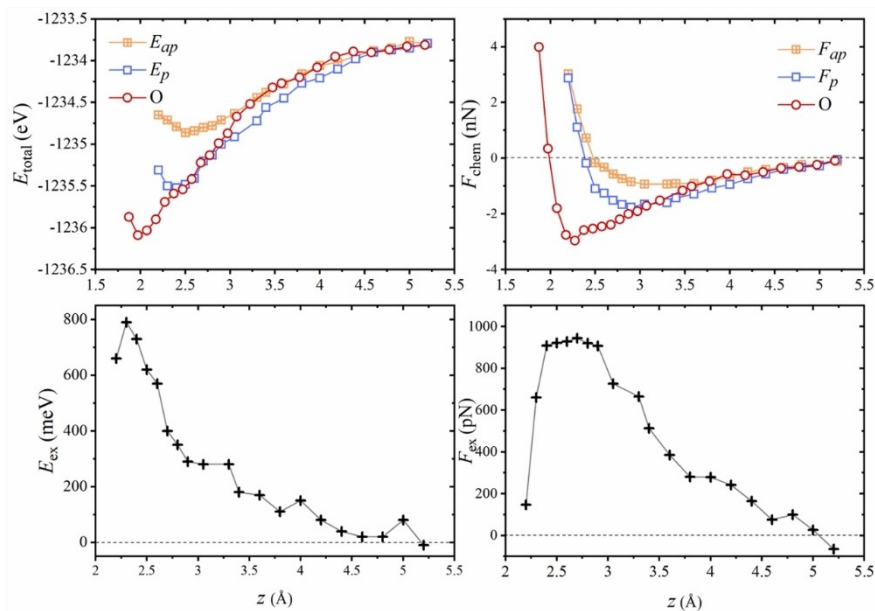 -1233.5
-1234
-1234.5
-1235
-1235.5
-1236
-1236.5
E_total (eV)
E_ap
E_p
O
1.5 2 2.5 3 3.5 4 4.5 5 5.5
4
2
0
-2
-4
F_chem (nN)
F_ap
F_p
O
1.5 2 2.5 3 3.5 4 4.5 5 5.5
800
600
400
200
0
E_ex (meV)
2 2.5 3 3.5 4 4.5 5 5.5
z (Å)
1000
800
600
400
200
0
F_ex (pN)
2 2.5 3 3.5 4 4.5 5 5.5
z (Å)